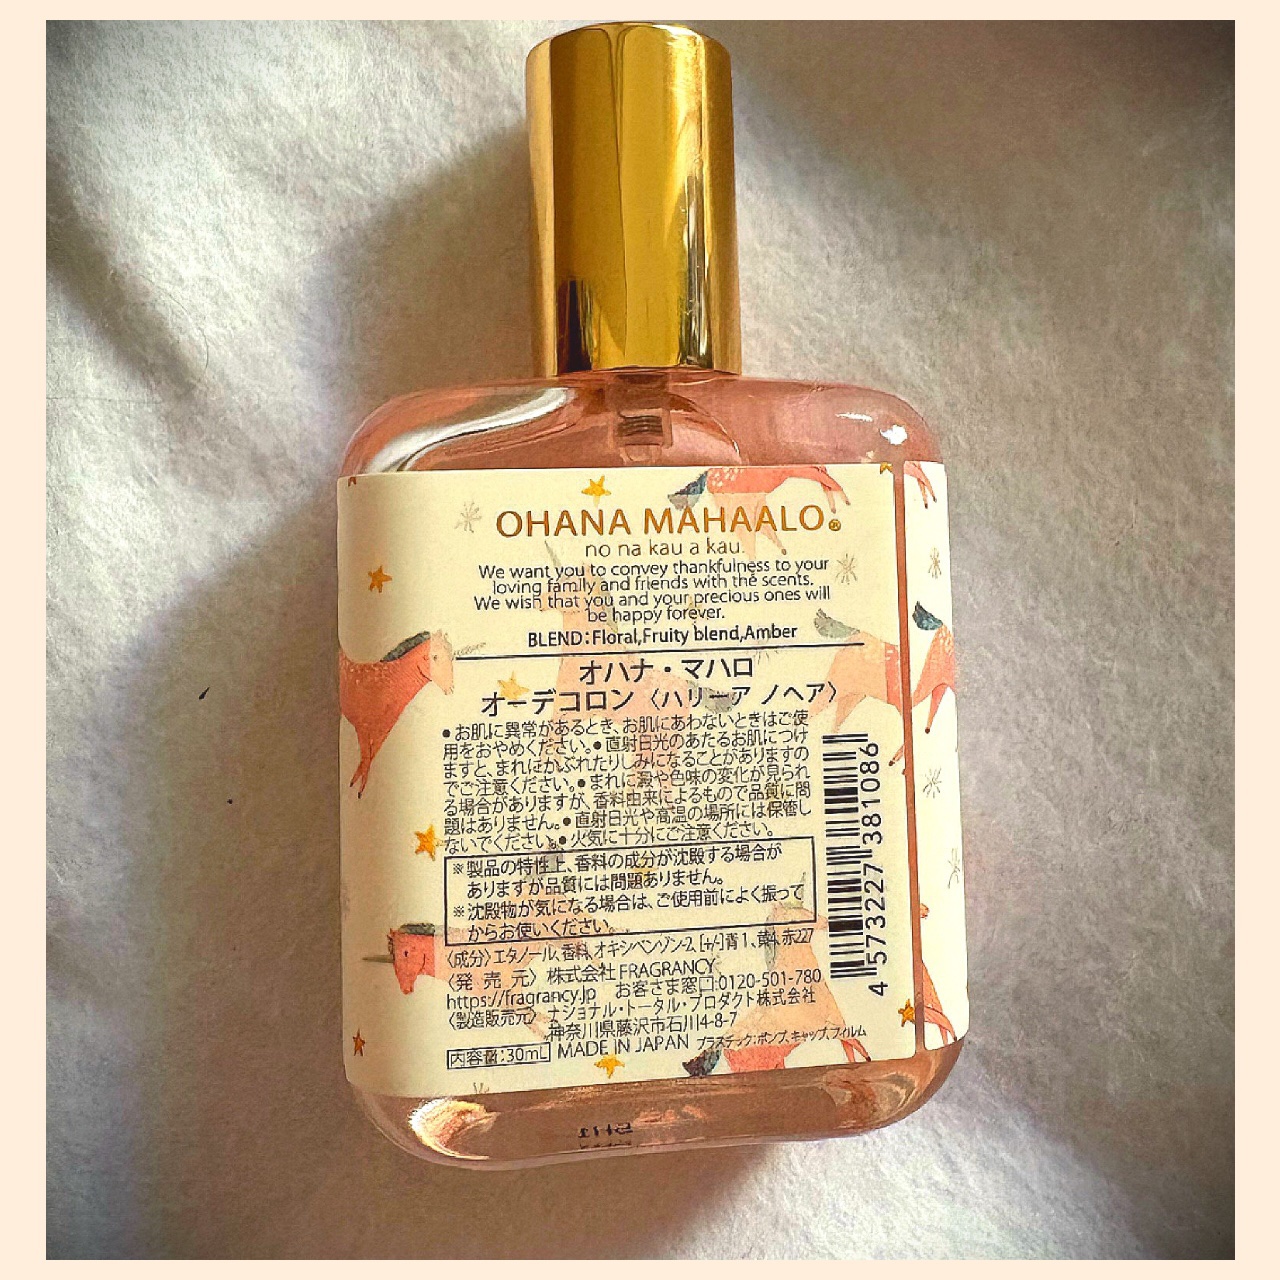 OHANA MAHAALO®
no na kau a kau.
We want you to convey thankfulness to your
loving family and friends with the scents.
We wish that you and your precious ones will
be happy forever.
BLEND:Floral,Fruity blend,Amber
オハナ・マハロ
オーデコロン〈ハリーア ノヘア〉
●お肌に異常があるとき、お肌にあわないときはご使
用をおやめください。●直射日光のあたるお肌につけ
ますと、まれにかぶれたりしみになることがありますの
でご注意ください。●まれに澱や色味の変化が見られ
る場合がありますが、香料由来によるもので品質に問
題はありません。●直射日光や高温の場所には保管し
ないでください。●火気に十分にご注意ください。
※製品の特性上、香料の成分が沈殿する場合が
ありますが品質には問題ありません。
※沈殿物が気になる場合は、ご使用前によく振って
からお使いください。
〈成分〉エタノール、香料、オキシベンゾン-2、[+/-]青1、黄4、赤227
〈発売元〉株式会社FRAGRANCY
https://fragrancy.jp お客さま窓口:0120-501-780
〈製造販売元〉ナショナル・トータル・プロダクト株式会社
神奈川県藤沢市石川4-8-7
内容量:30mL MADE IN JAPAN プラスチック:ポンプ、キャップ、フィルム
4 573227 381086